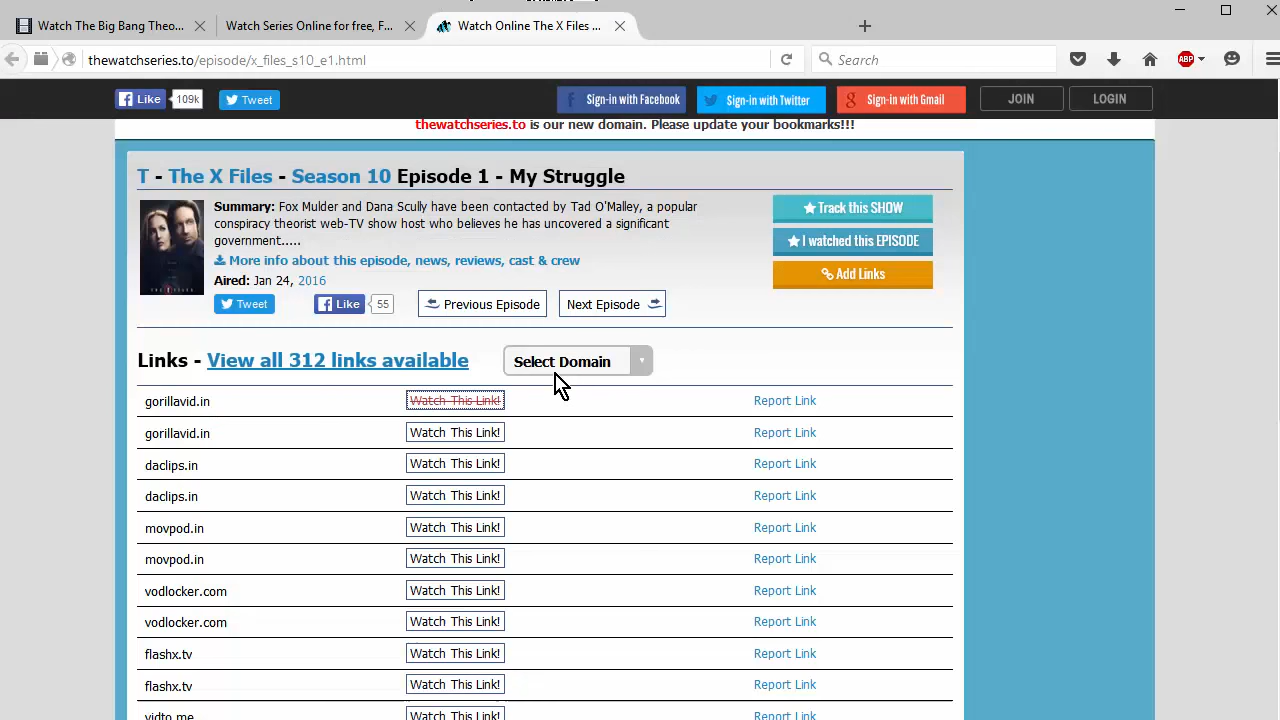 Watch The Big Bang Theo...
Watch Series Online for free, F...
Watch Online The X Files ...
thewatchseries.to/episode/x_files_s10_e1.html
Search
ABP
Like 109k Tweet
Sign-in with Facebook Sign-in with Twitter Sign-in with Gmail JOIN LOGIN
thewatchseries.to is our new domain. Please update your bookmarks!!!
T - The X Files - Season 10 Episode 1 - My Struggle
Summary: Fox Mulder and Dana Scully have been contacted by Tad O'Malley, a popular
conspiracy theorist web-TV show host who believes he has uncovered a significant
government.....
More info about this episode, news, reviews, cast & crew
Aired: Jan 24, 2016
Tweet Like 55 Previous Episode Next Episode
Track this SHOW
I watched this EPISODE
Add Links
Links - View all 312 links available Select Domain
gorillavid.in Watch This Link! Report Link
gorillavid.in Watch This Link! Report Link
daclips.in Watch This Link! Report Link
daclips.in Watch This Link! Report Link
movpod.in Watch This Link! Report Link
movpod.in Watch This Link! Report Link
vodlocker.com Watch This Link! Report Link
vodlocker.com Watch This Link! Report Link
flashx.tv Watch This Link! Report Link
flashx.tv Watch This Link! Report Link
vidto.me Watch This Link! Report Link